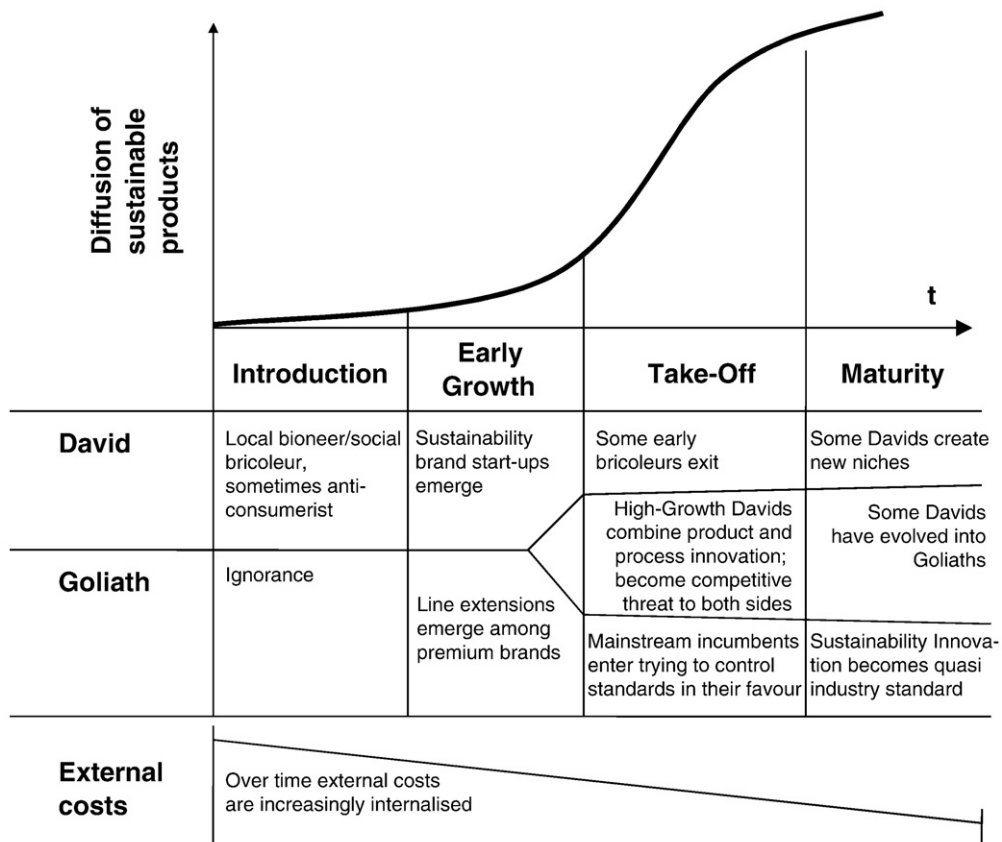 Diffusion of
sustainable
products
t
Introduction
Early
Growth
Take-Off
Maturity
David
Local bioneer/social
bricoleur,
sometimes anti-
consumerist
Sustainability
brand start-ups
emerge
Some early
bricoleurs exit
Some Davids create
new niches
High-Growth Davids
combine product and
process innovation;
become competitive
threat to both sides
Some Davids
have evolved into
Goliaths
Goliath
Ignorance
Line extensions
emerge among
premium brands
Mainstream incumbents
enter trying to control
standards in their favour
Sustainability Innova-
tion becomes quasi
industry standard
External
costs
Over time external costs
are increasingly internalised